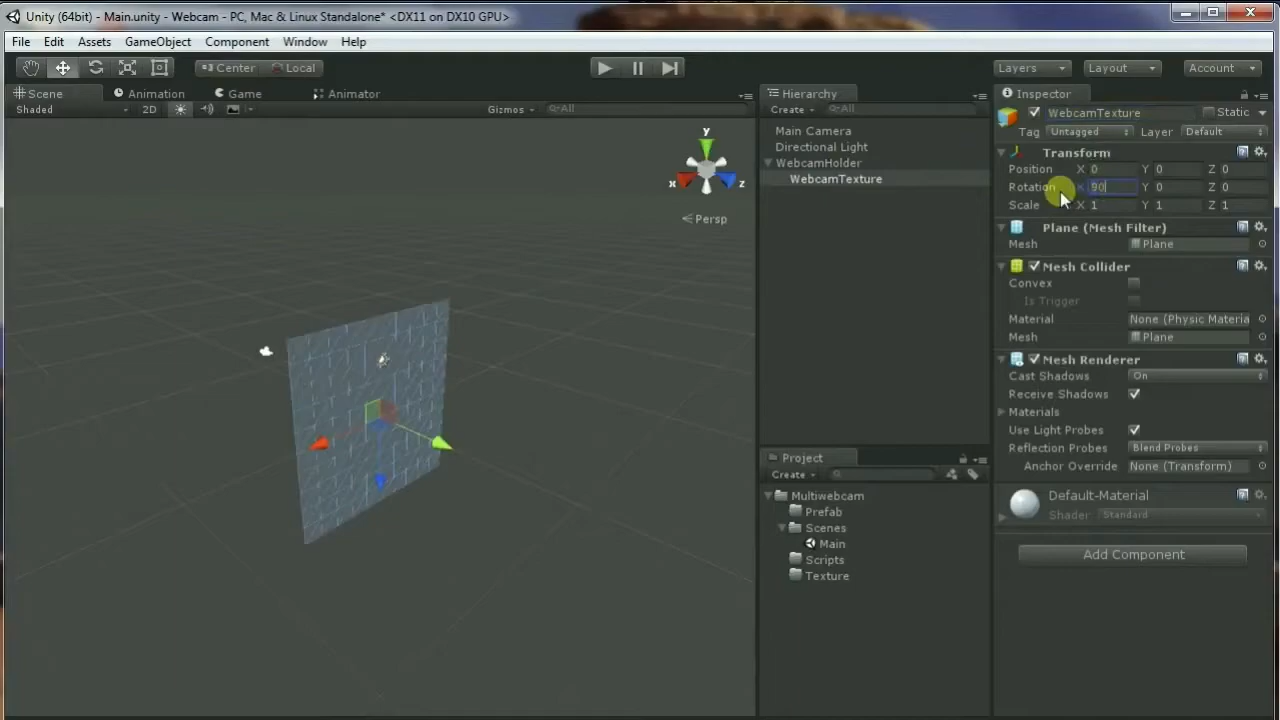 Unity (64bit) - Main.unity - Webcam - PC, Mac & Linux Standalone* <DX11 on DX10 GPU>
File Edit Assets GameObject Component Window Help
Center Local Layers Layout Account
Scene Animation Game Animator
Shaded 2D Gizmos All
y
x z
Persp
Hierarchy
Create All
Main Camera
Directional Light
WebcamHolder
WebcamTexture
Project
Create
Multiwebcam
Prefab
Scenes
Main
Scripts
Texture
Inspector
WebcamTexture Static
Tag Untagged Layer Default
Transform
Position X 0 Y 0 Z 0
Rotation X 90 Y 0 Z 0
Scale X 1 Y 1 Z 1
Plane (Mesh Filter)
Mesh Plane
Mesh Collider
Convex
Is Trigger
Material None (Physic Materia
Mesh Plane
Mesh Renderer
Cast Shadows On
Receive Shadows
Materials
Use Light Probes
Reflection Probes Blend Probes
Anchor Override None (Transform)
Default-Material
Shader Standard
Add Component